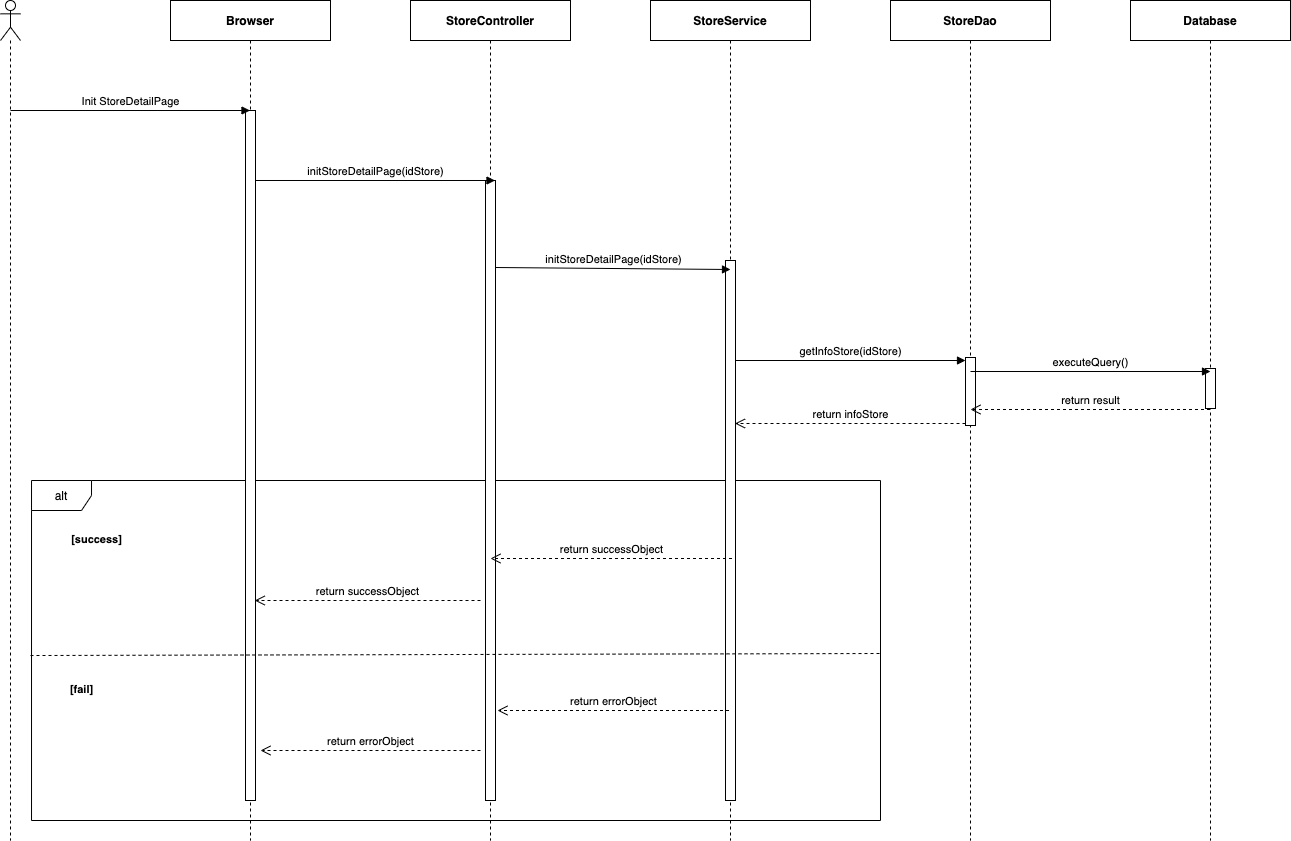 Browser
StoreController
StoreService
StoreDao
Database
Init StoreDetailPage
initStoreDetailPage(idStore)
initStoreDetailPage(idStore)
getInfoStore(idStore)
executeQuery()
return result
return infoStore
alt
[success]
return successObject
return successObject
[fail]
return errorObject
return errorObject